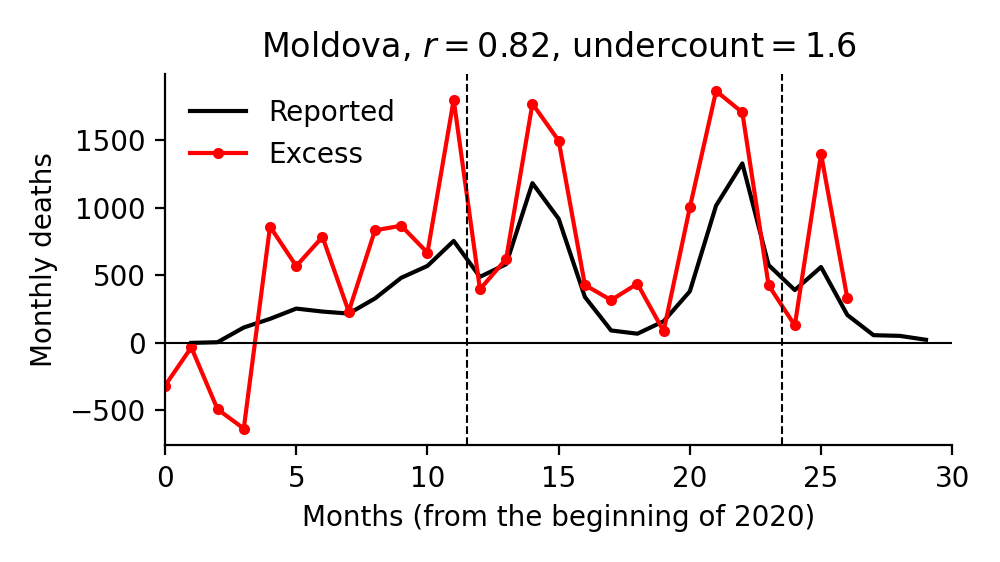 Moldova, r = 0.82, undercount = 1.6
Reported
Excess
Monthly deaths
1500
1000
500
0
−500
0 5 10 15 20 25 30
Months (from the beginning of 2020)